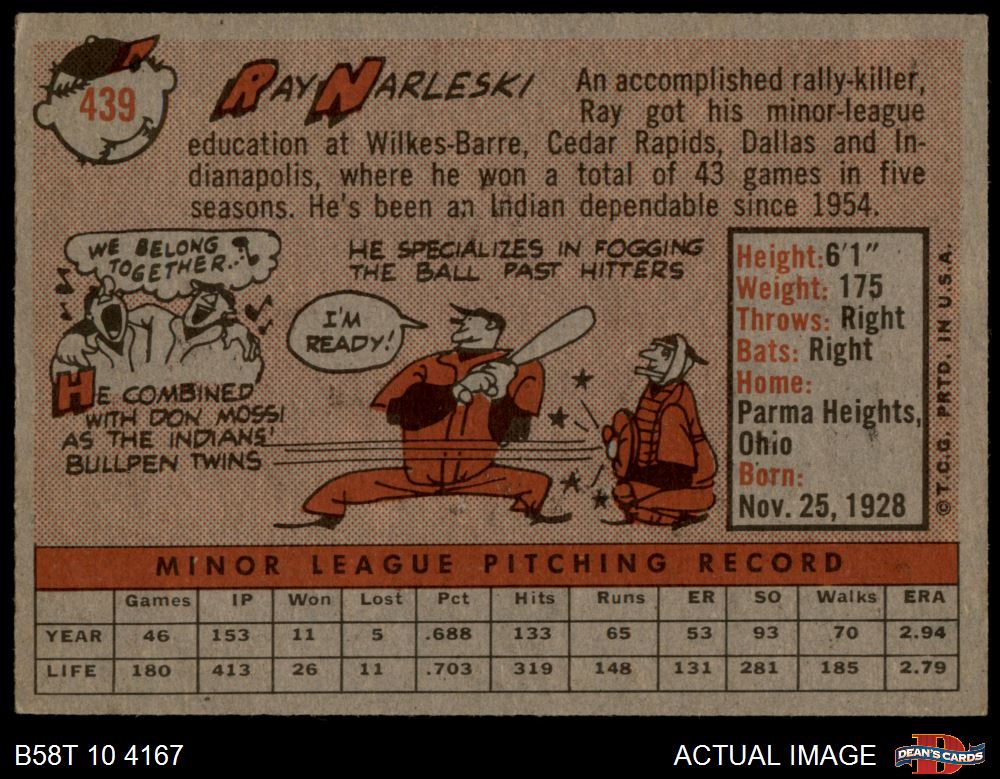 439
RAY NARLESKI
An accomplished rally-killer,
Ray got his minor-league
education at Wilkes-Barre, Cedar Rapids, Dallas and In-
dianapolis, where he won a total of 43 games in five
seasons. He's been an Indian dependable since 1954.
WE BELONG
TOGETHER..
HE COMBINED
WITH DON MOSSI
AS THE INDIANS'
BULLPEN TWINS
HE SPECIALIZES IN FOGGING
THE BALL PAST HITTERS
I'M
READY!
Height: 6'1"
Weight: 175
Throws: Right
Bats: Right
Home:
Parma Heights,
Ohio
Born:
Nov. 25, 1928
© T.C.G. PRTD. IN U.S.A.
MINOR LEAGUE PITCHING RECORD
Games IP Won Lost Pct Hits Runs ER SO Walks ERA
YEAR 46 153 11 5 .688 133 65 53 93 70 2.94
LIFE 180 413 26 11 .703 319 148 131 281 185 2.79
B58T 10 4167
ACTUAL IMAGE
DEAN'S CARDS